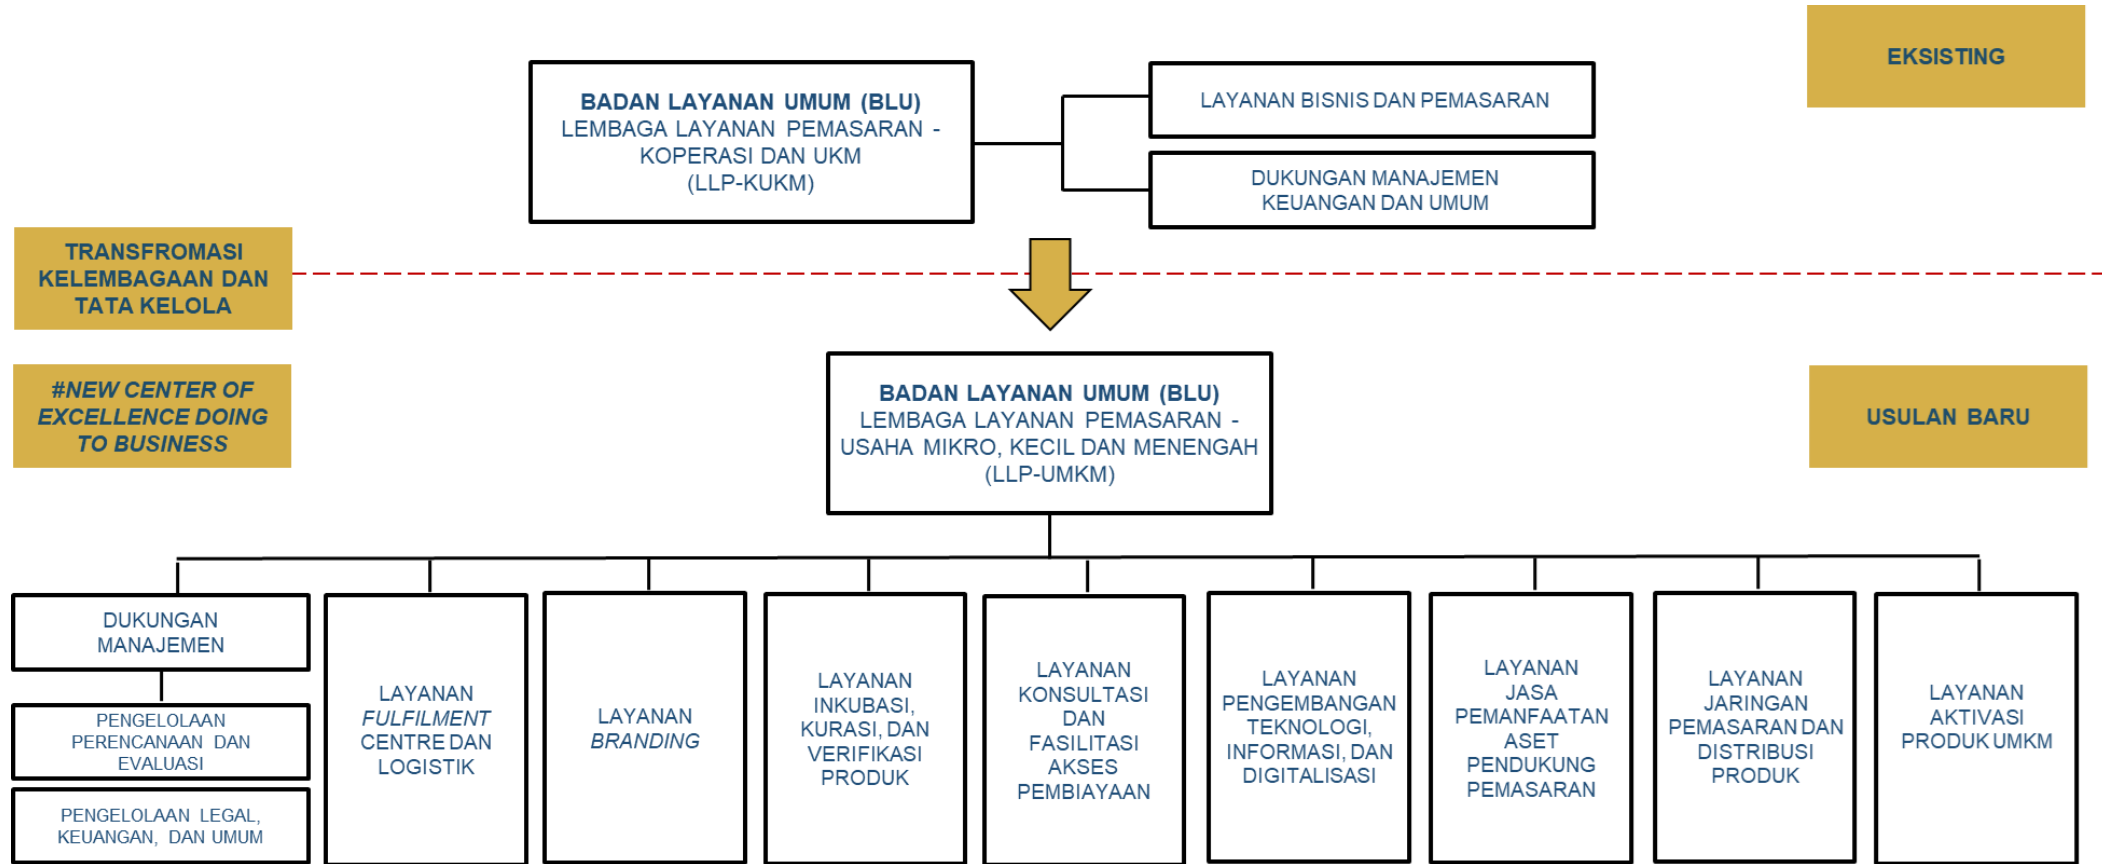 EKSISTING
BADAN LAYANAN UMUM (BLU)
LEMBAGA LAYANAN PEMASARAN -
KOPERASI DAN UKM
(LLP-KUKM)
LAYANAN BISNIS DAN PEMASARAN
DUKUNGAN MANAJEMEN
KEUANGAN DAN UMUM
TRANSFROMASI
KELEMBAGAAN DAN
TATA KELOLA
#NEW CENTER OF
EXCELLENCE DOING
TO BUSINESS
BADAN LAYANAN UMUM (BLU)
LEMBAGA LAYANAN PEMASARAN -
USAHA MIKRO, KECIL DAN MENENGAH
(LLP-UMKM)
USULAN BARU
DUKUNGAN
MANAJEMEN
PENGELOLAAN
PERENCANAAN DAN
EVALUASI
PENGELOLAAN LEGAL,
KEUANGAN, DAN UMUM
LAYANAN
FULFILMENT
CENTRE DAN
LOGISTIK
LAYANAN
BRANDING
LAYANAN
INKUBASI,
KURASI, DAN
VERIFIKASI
PRODUK
LAYANAN
KONSULTASI
DAN
FASILITASI
AKSES
PEMBIAYAAN
LAYANAN
PENGEMBANGAN
TEKNOLOGI,
INFORMASI, DAN
DIGITALISASI
LAYANAN
JASA
PEMANFAATAN
ASET
PENDUKUNG
PEMASARAN
LAYANAN
JARINGAN
PEMASARAN DAN
DISTRIBUSI
PRODUK
LAYANAN
AKTIVASI
PRODUK UMKM